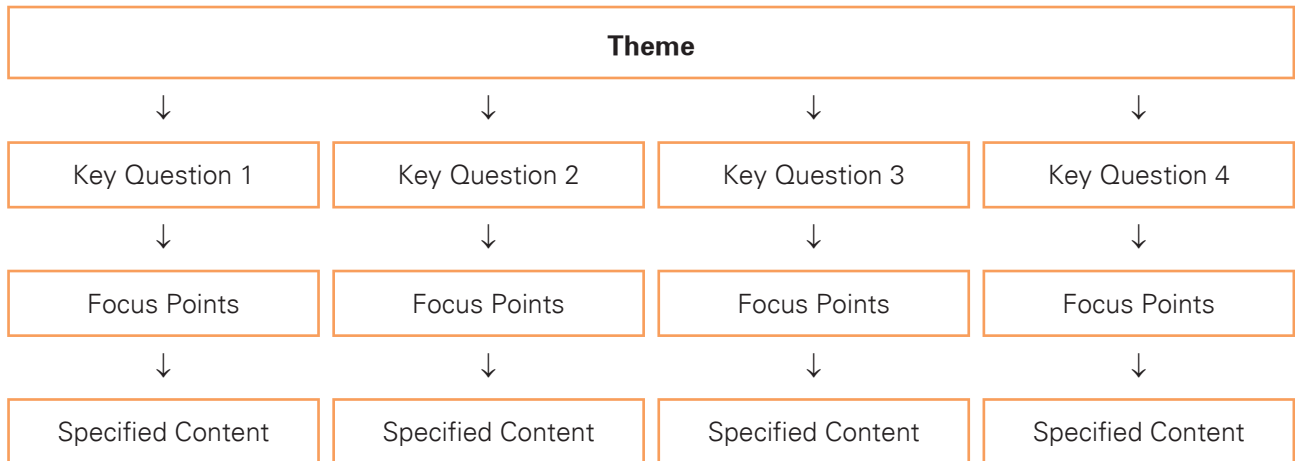 Theme
↓ ↓ ↓ ↓
Key Question 1 Key Question 2 Key Question 3 Key Question 4
↓ ↓ ↓ ↓
Focus Points Focus Points Focus Points Focus Points
↓ ↓ ↓ ↓
Specified Content Specified Content Specified Content Specified Content